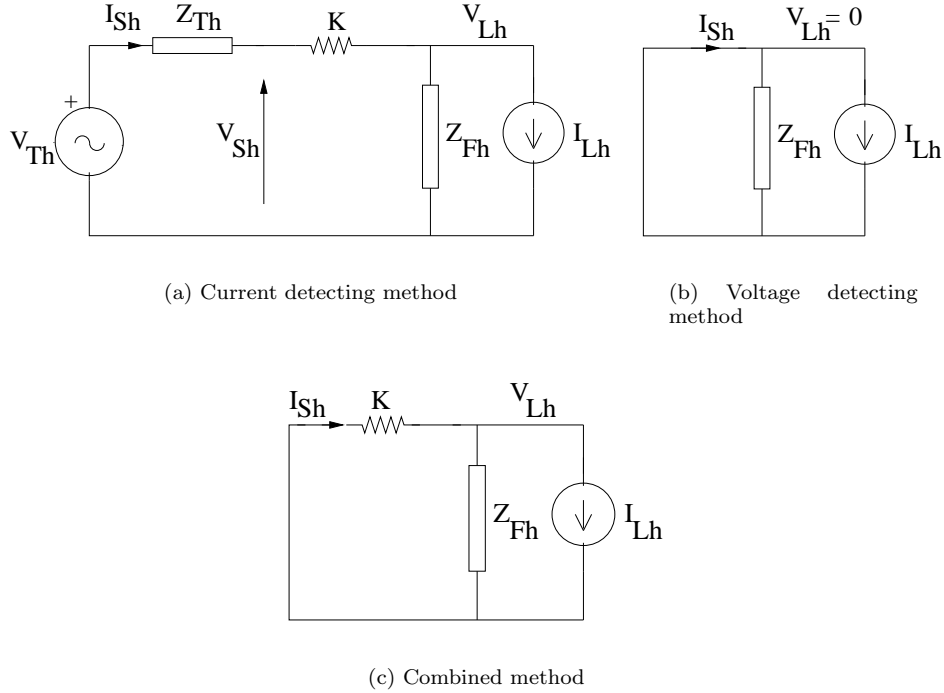 I_Sh Z_Th K V_Lh
+
V_Th V_Sh Z_Fh I_Lh
(a) Current detecting method
I_Sh V_Lh = 0
Z_Fh I_Lh
(b) Voltage detecting
method
I_Sh K V_Lh
Z_Fh I_Lh
(c) Combined method